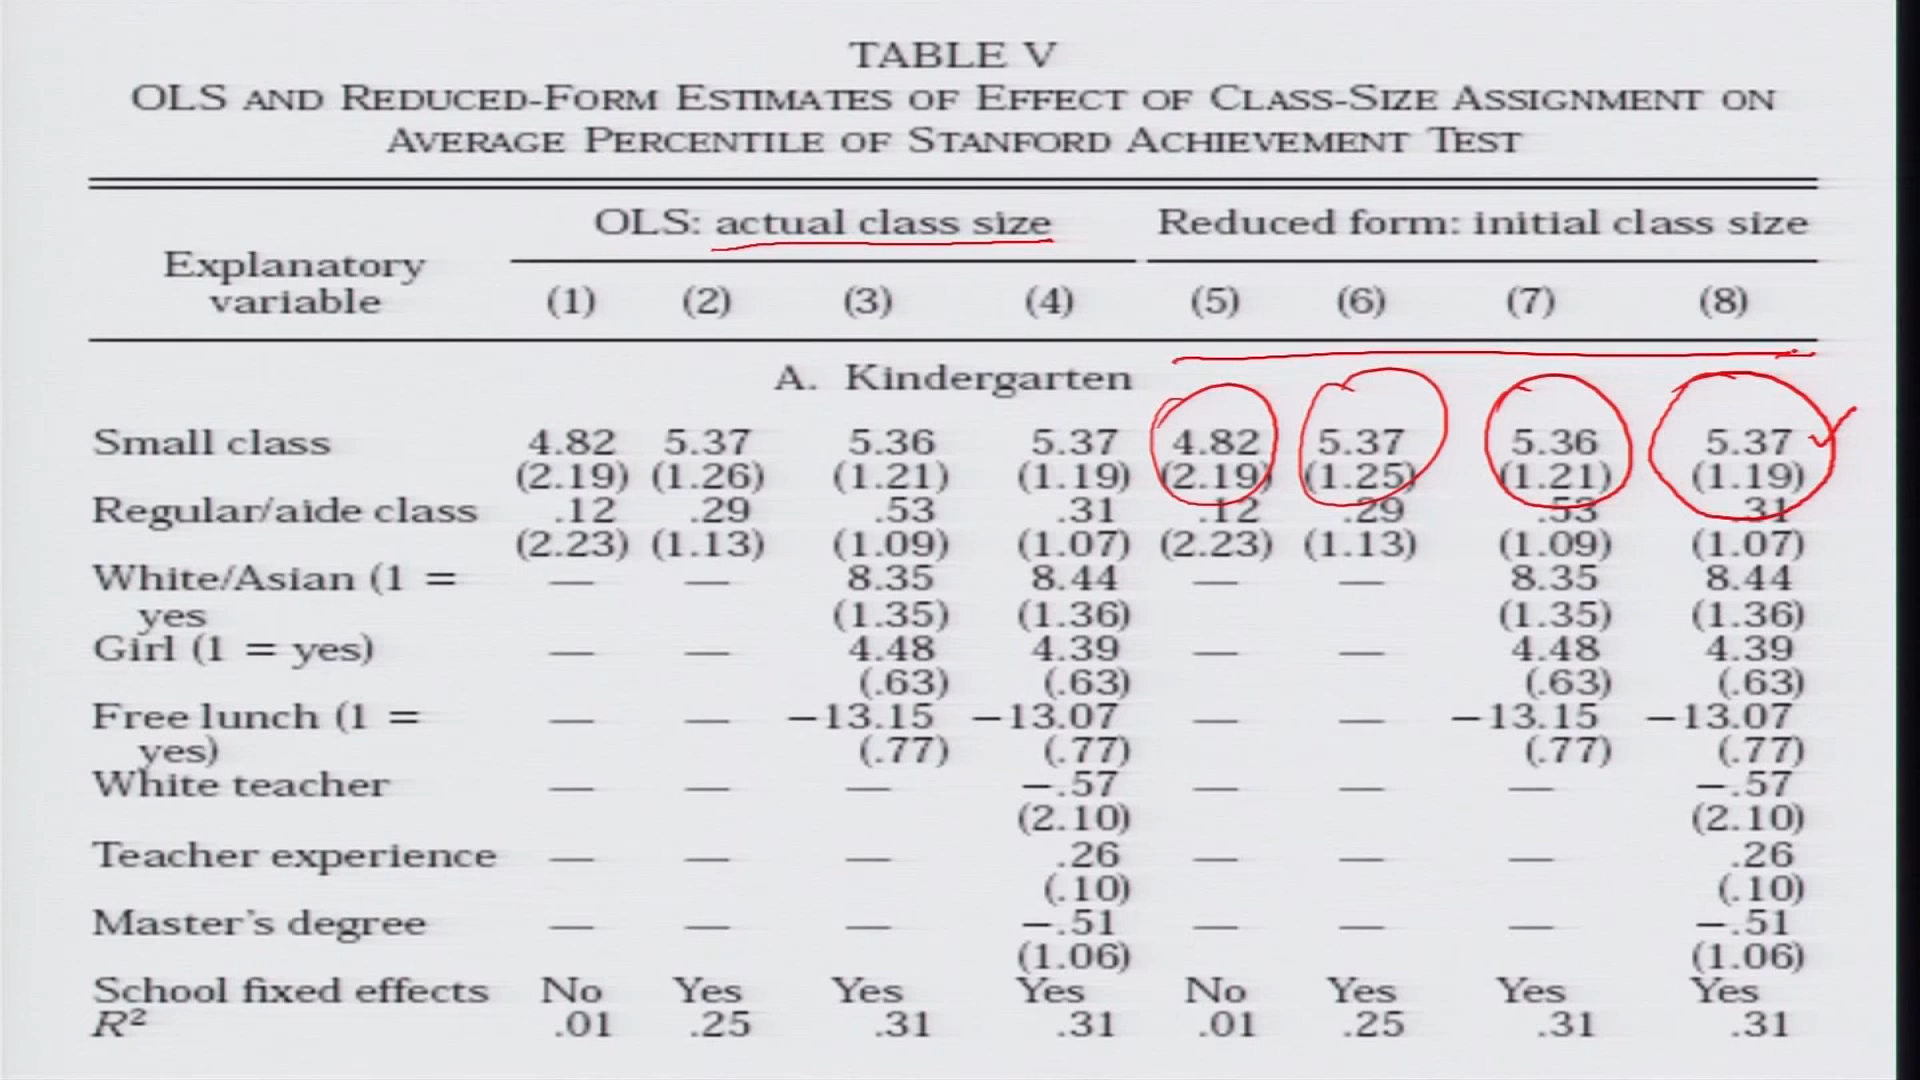 TABLE V
OLS AND REDUCED-FORM ESTIMATES OF EFFECT OF CLASS-SIZE ASSIGNMENT ON
AVERAGE PERCENTILE OF STANFORD ACHIEVEMENT TEST
OLS: actual class size Reduced form: initial class size
Explanatory
variable (1) (2) (3) (4) (5) (6) (7) (8)
A. Kindergarten
Small class 4.82 5.37 5.36 5.37 4.82 5.37 5.36 5.37
(2.19) (1.26) (1.21) (1.19) (2.19) (1.25) (1.21) (1.19)
Regular/aide class .12 .29 .53 .31 .12 .29 .53 .31
(2.23) (1.13) (1.09) (1.07) (2.23) (1.13) (1.09) (1.07)
White/Asian (1 = — — 8.35 8.44 — — 8.35 8.44
yes (1.35) (1.36) (1.35) (1.36)
Girl (1 = yes) — — 4.48 4.39 — — 4.48 4.39
(.63) (.63) (.63) (.63)
Free lunch (1 = — — −13.15 −13.07 — — −13.15 −13.07
yes) (.77) (.77) (.77) (.77)
White teacher — — — −.57 — — — −.57
(2.10) (2.10)
Teacher experience — — — .26 — — — .26
(.10) (.10)
Master's degree — — — −.51 — — — −.51
(1.06) (1.06)
School fixed effects No Yes Yes Yes No Yes Yes Yes
R² .01 .25 .31 .31 .01 .25 .31 .31